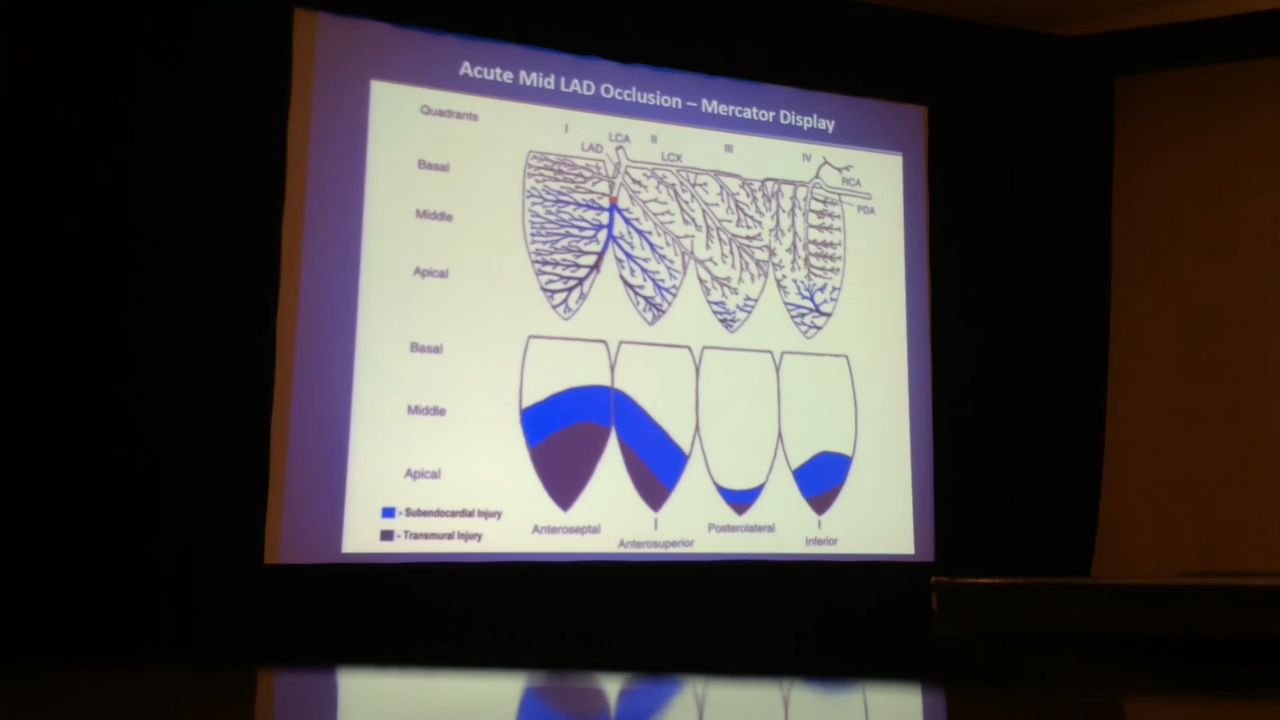 Acute Mid LAD Occlusion – Mercator Display
Quadrants I II III IV
LCA
LAD LCX
RCA
PDA
Basal
Middle
Apical
Basal
Middle
Apical
- Subendocardial Injury
- Transmural Injury
Anteroseptal
Anterosuperior
Posterolateral
Inferior